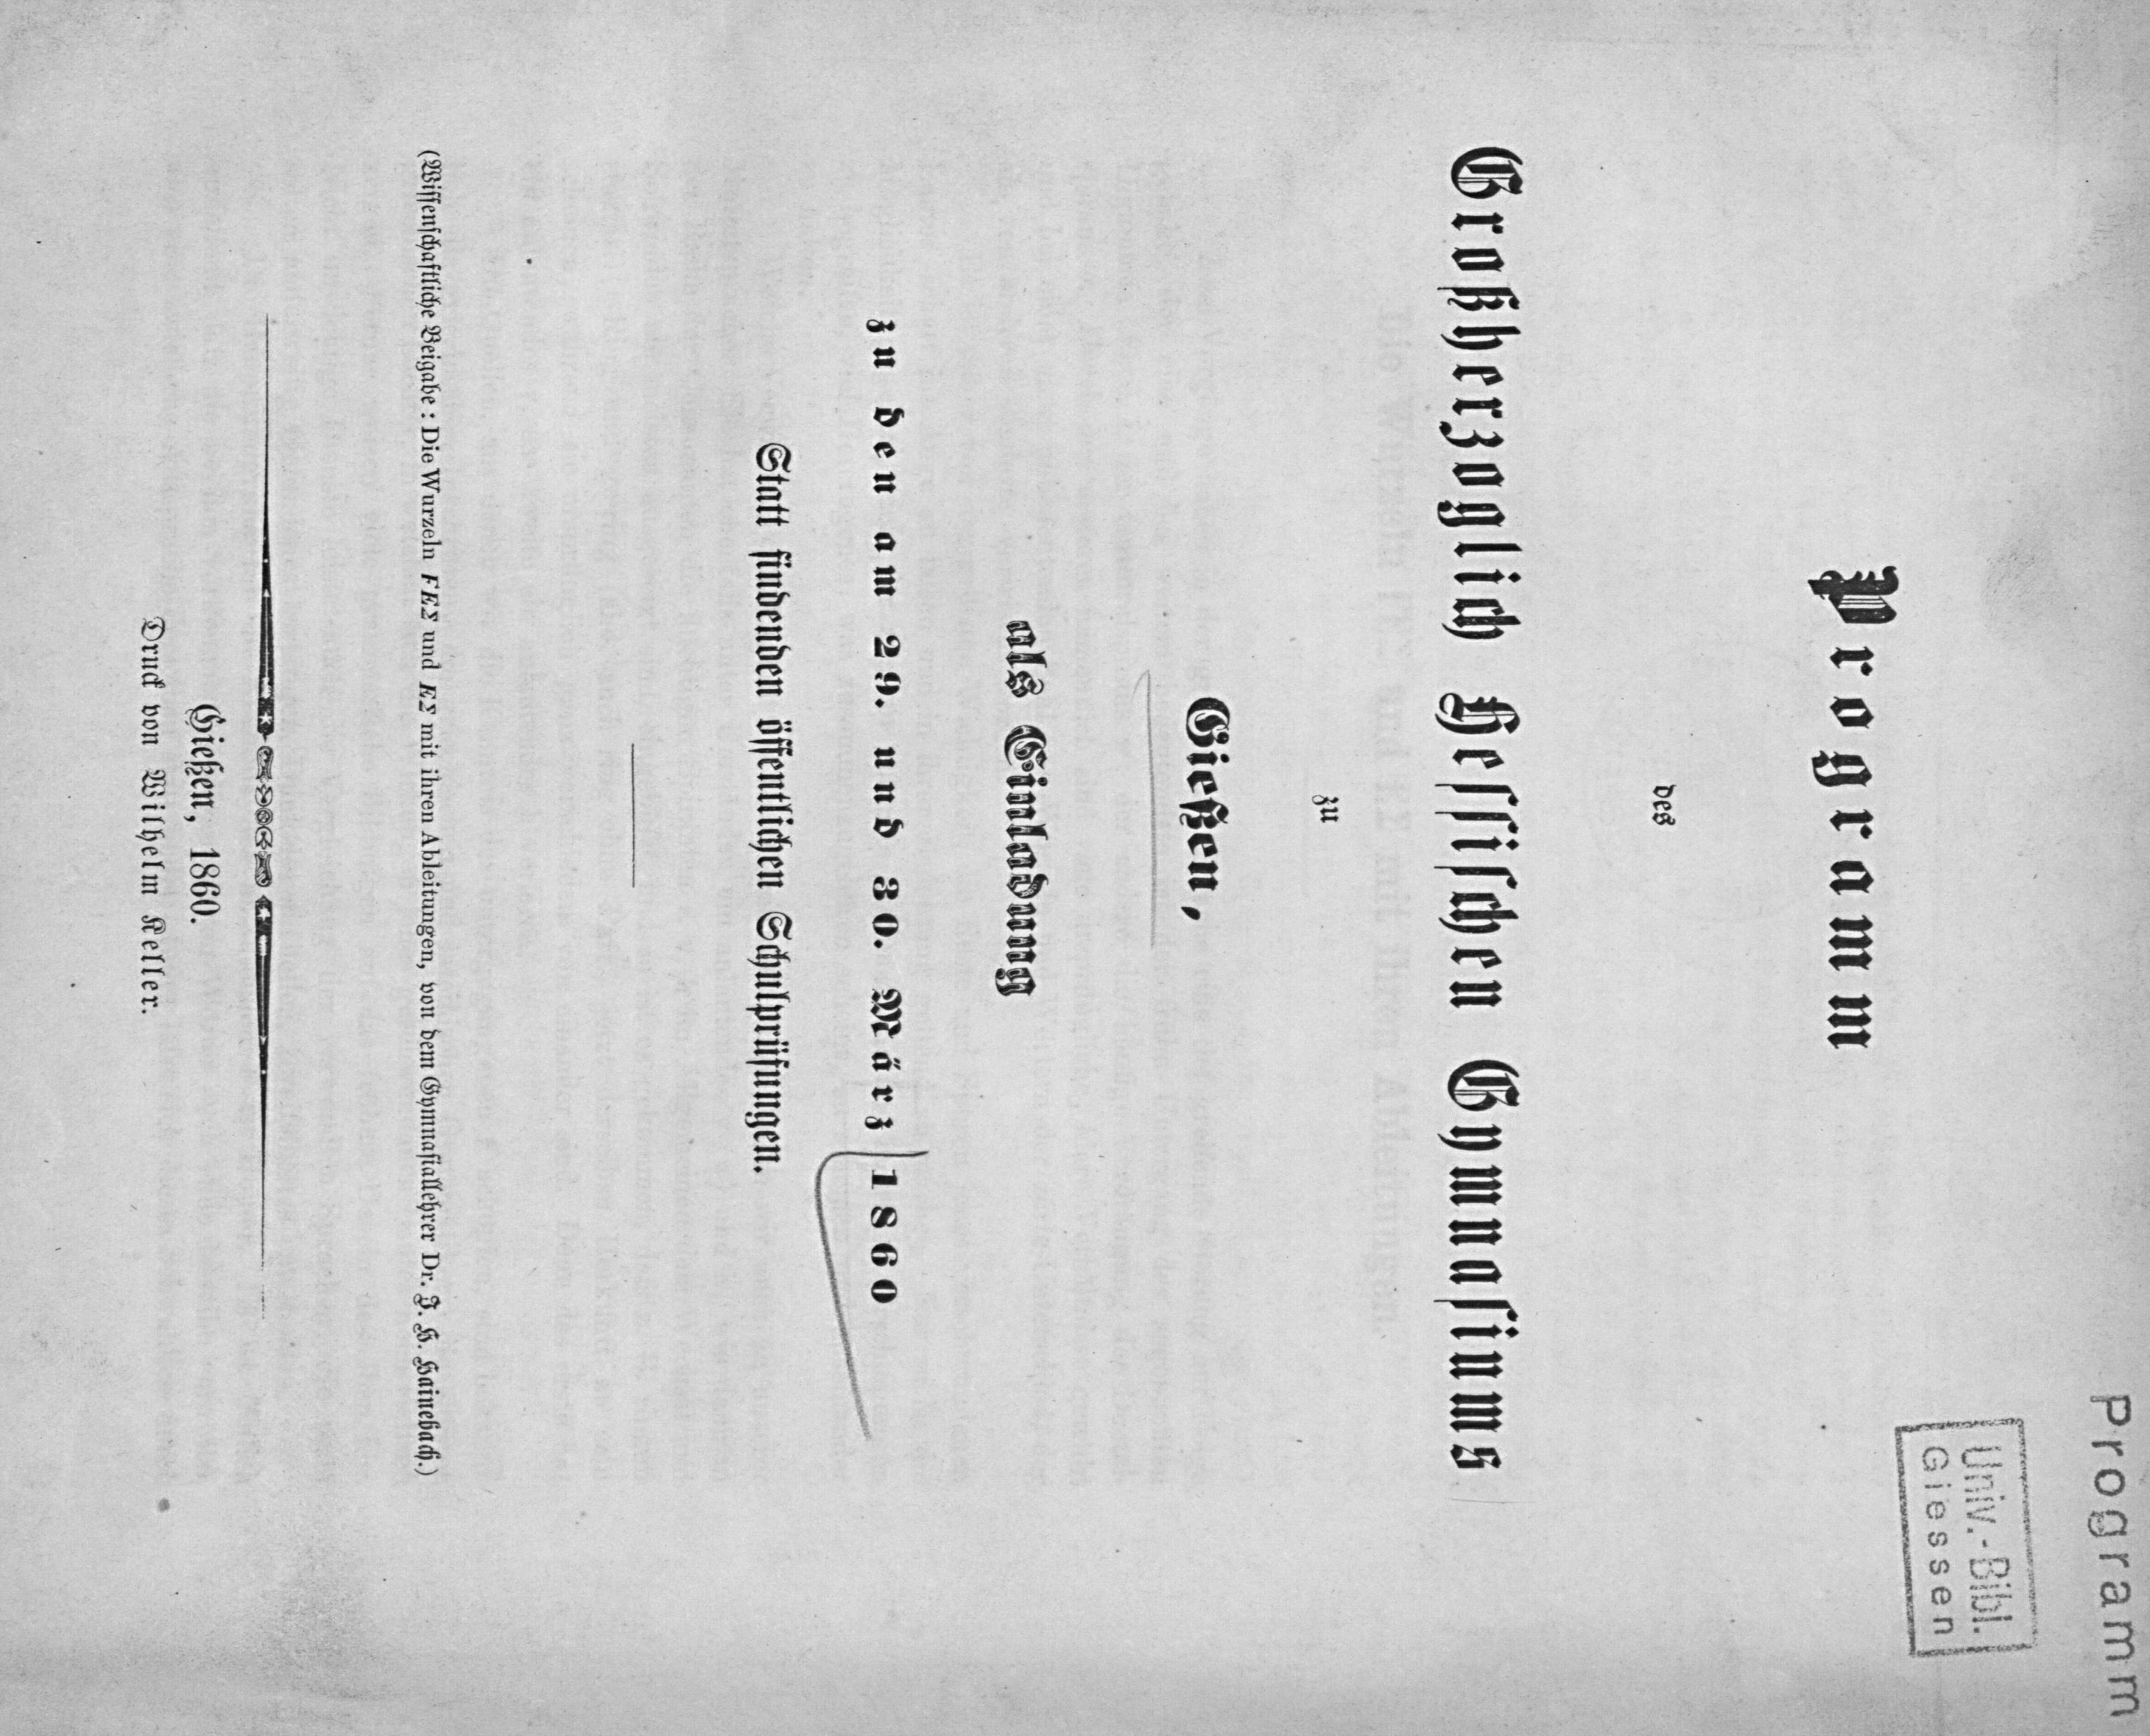 Programm
Univ.-Bibl.
Giessen
Programm
des
Großherzoglich Hessischen Gymnasiums
zu
Gießen,
als Einladung
zu den am 29. und 30. März 1860
Statt findenden öffentlichen Schulprüfungen.
(Wissenschaftliche Beigabe: Die Wurzeln ϜΕΣ und ΕΣ mit ihren Ableitungen, von dem Gymnasiallehrer Dr. J. H. Hainebach.)
Gießen, 1860.
Druck von Wilhelm Keller.